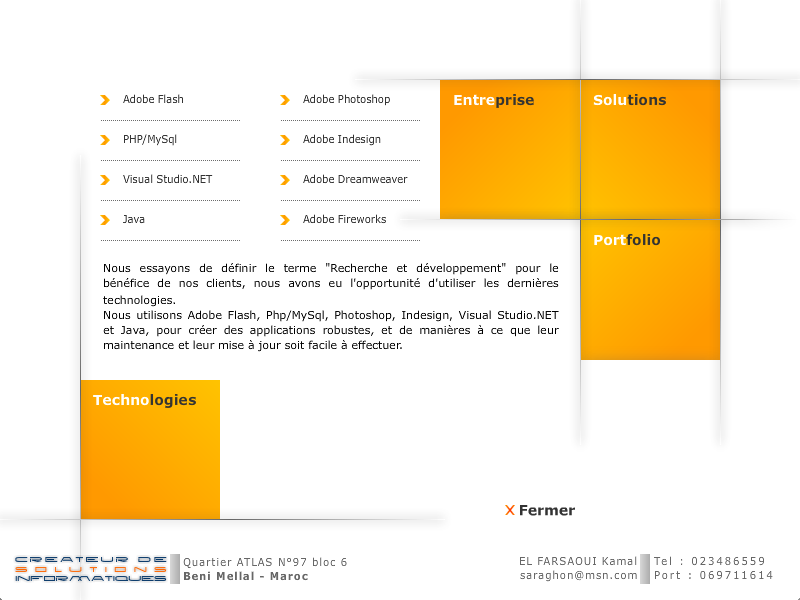 Adobe Flash
Adobe Photoshop
PHP/MySql
Adobe Indesign
Visual Studio.NET
Adobe Dreamweaver
Java
Adobe Fireworks
Entreprise
Solutions
Portfolio
Nous essayons de définir le terme "Recherche et développement" pour le
bénéfice de nos clients, nous avons eu l'opportunité d'utiliser les dernières
technologies.
Nous utilisons Adobe Flash, Php/MySql, Photoshop, Indesign, Visual Studio.NET
et Java, pour créer des applications robustes, et de manières à ce que leur
maintenance et leur mise à jour soit facile à effectuer.
Technologies
X Fermer
CREATEUR DE
SOLUTIONS
INFORMATIQUES
Quartier ATLAS N°97 bloc 6
Beni Mellal - Maroc
EL FARSAOUI Kamal
saraghon@msn.com
Tel : 023486559
Port : 069711614